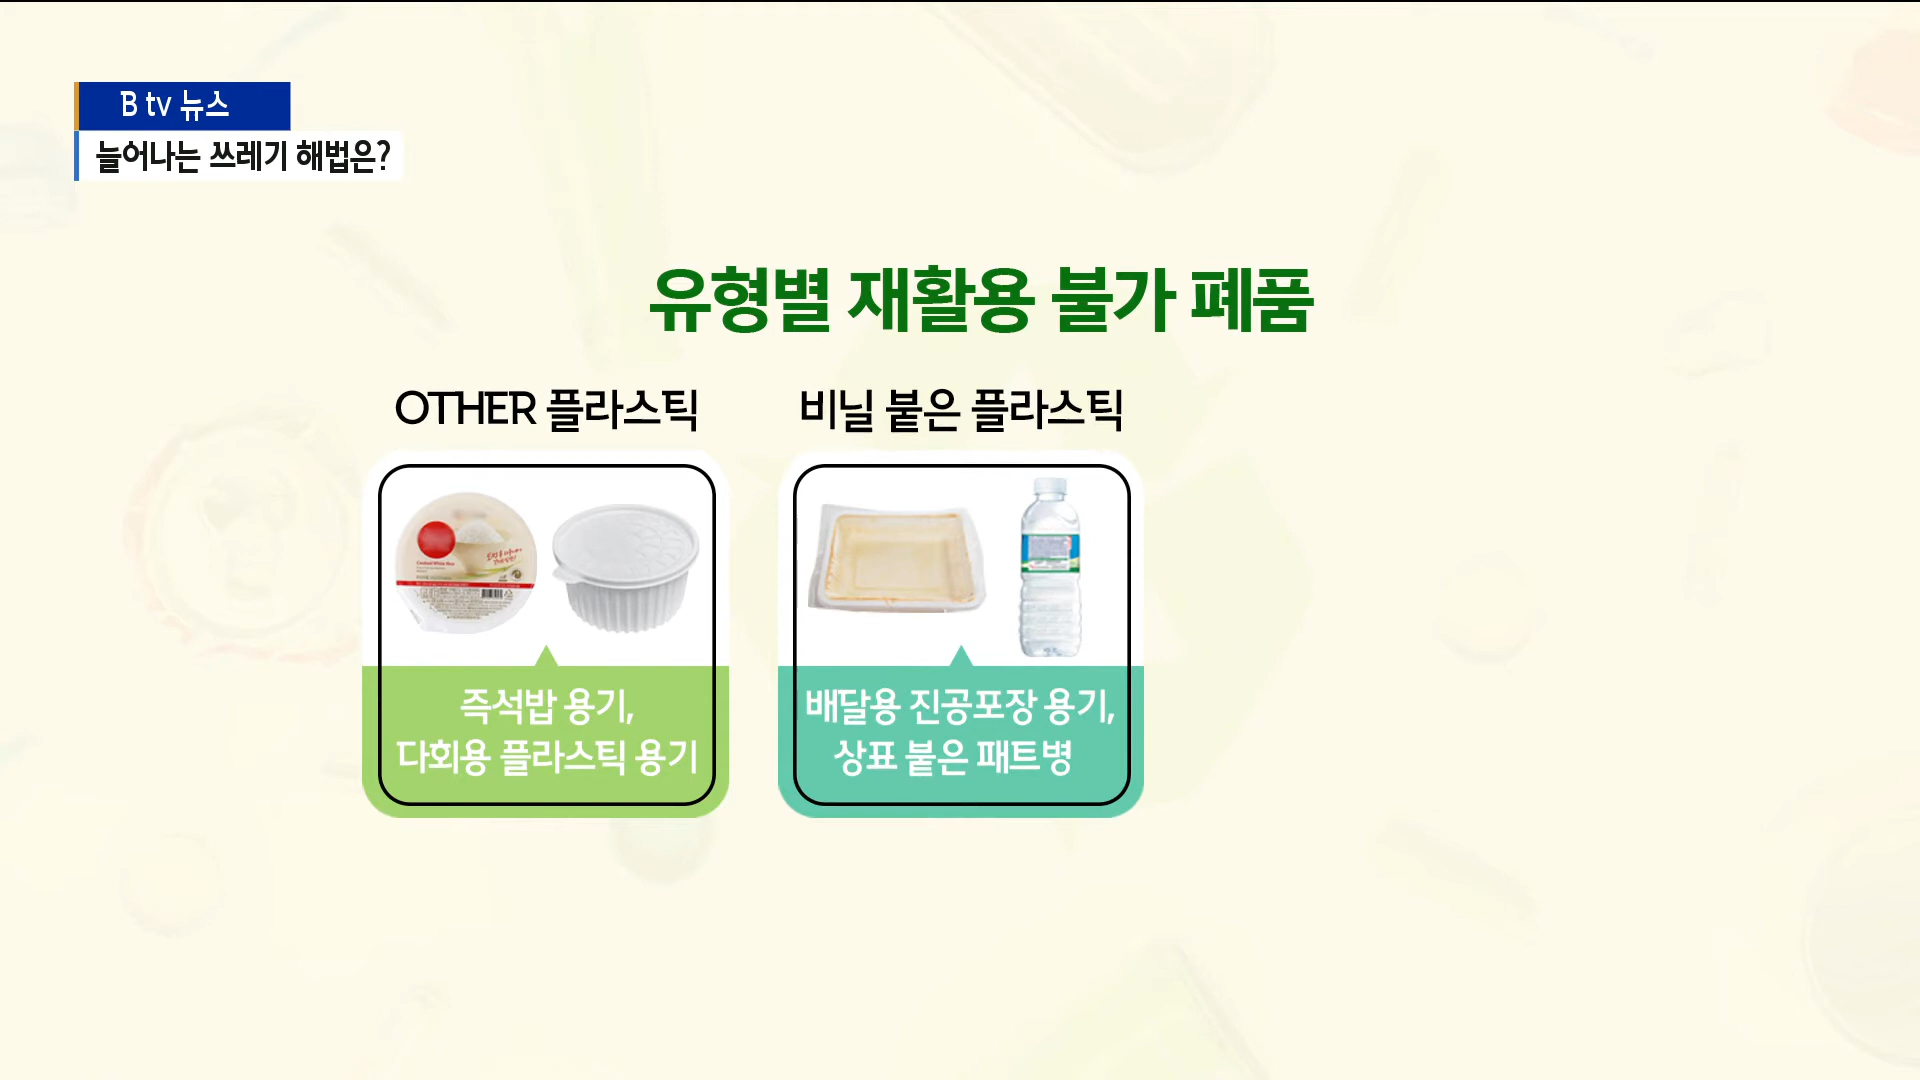 B tv 뉴스
늘어나는 쓰레기 해법은?
유형별 재활용 불가 폐품
OTHER 플라스틱
비닐 붙은 플라스틱
Cooked White Rice
즉석밥 용기,
다회용 플라스틱 용기
배달용 진공포장 용기,
상표 붙은 패트병